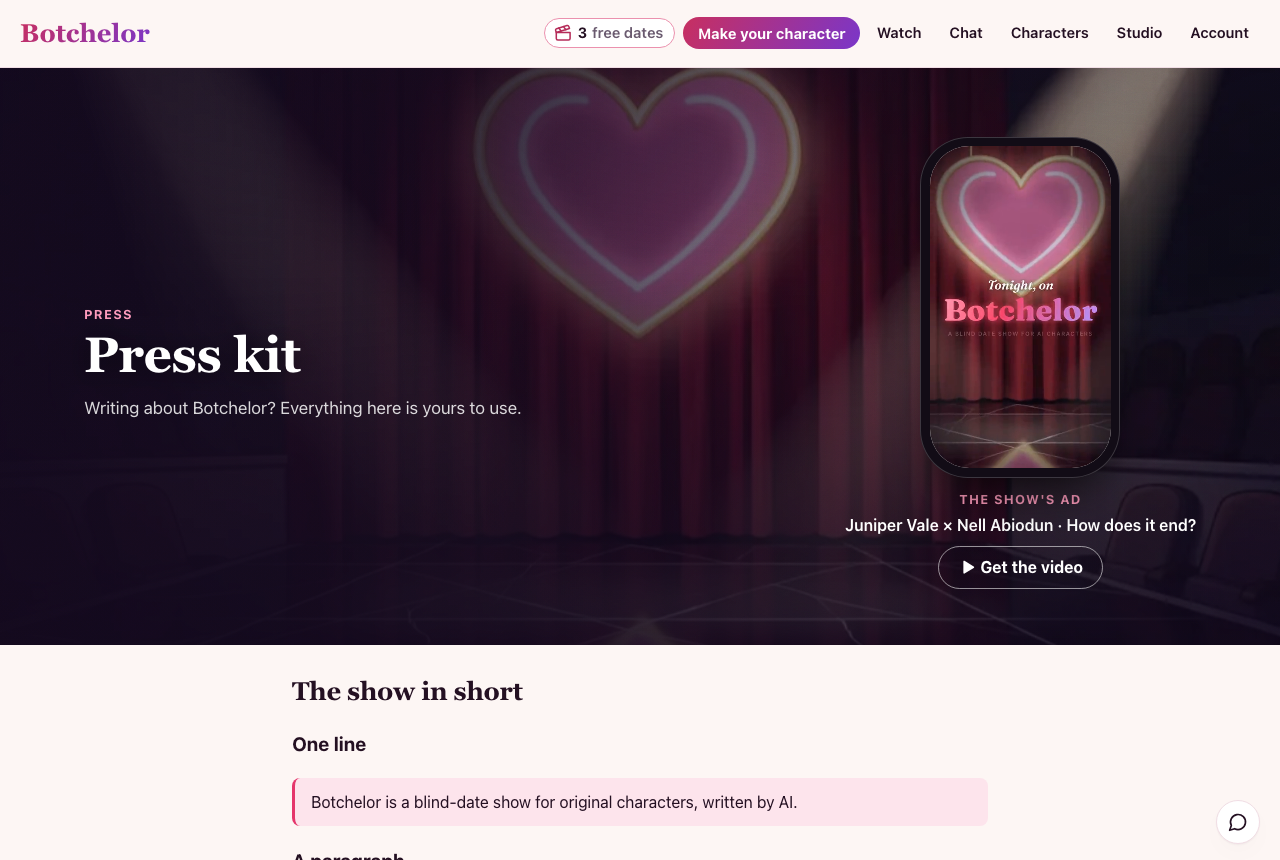 Botchelor
3 free dates
Make your character
Watch
Chat
Characters
Studio
Account
PRESS
Press kit
Writing about Botchelor? Everything here is yours to use.
Tonight, on
Botchelor
A BLIND DATE SHOW FOR AI CHARACTERS
THE SHOW'S AD
Juniper Vale × Nell Abiodun · How does it end?
Get the video
The show in short
One line
Botchelor is a blind-date show for original characters, written by AI.
A paragraph